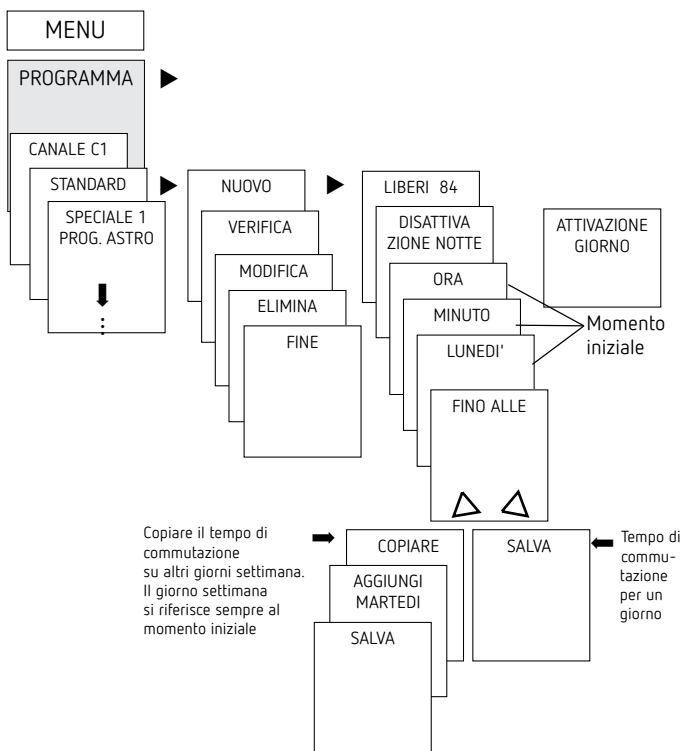 MENU
PROGRAMMA
CANALE C1
STANDARD
SPECIALE 1
PROG. ASTRO
NUOVO
VERIFICA
MODIFICA
ELIMINA
FINE
LIBERI 84
DISATTIVA
ZIONE NOTTE
ORA
MINUTO
LUNEDI'
FINO ALLE
ATTIVAZIONE
GIORNO
Momento
iniziale
Copiare il tempo di
commutazione
su altri giorni settimana.
Il giorno settimana
si riferisce sempre al
momento iniziale
COPIARE
AGGIUNGI
MARTEDI
SALVA
SALVA
Tempo di
commu-
tazione
per un
giorno